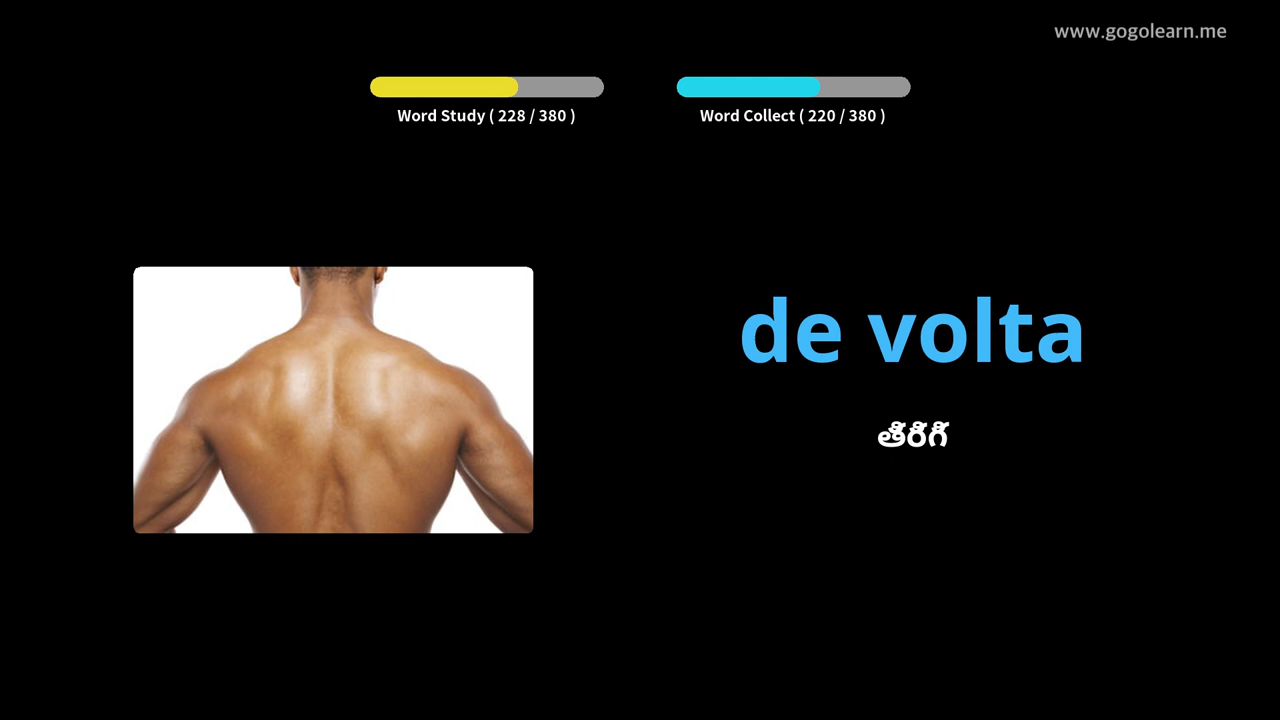 www.gogolearn.me
Word Study ( 228 / 380 )
Word Collect ( 220 / 380 )
de volta
తిరిగి